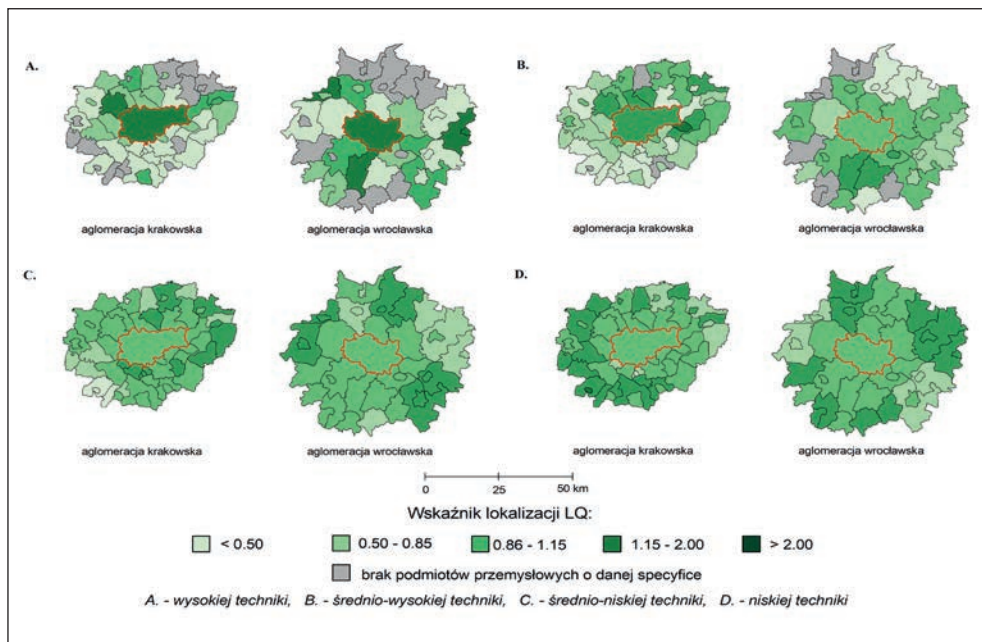 A.
B.
aglomeracja krakowska
aglomeracja wrocławska
aglomeracja krakowska
aglomeracja wrocławska
C.
D.
aglomeracja krakowska
aglomeracja wrocławska
aglomeracja krakowska
aglomeracja wrocławska
0 25 50 km
Wskaźnik lokalizacji LQ:
< 0.50 0.50 - 0.85 0.86 - 1.15 1.15 - 2.00 > 2.00
brak podmiotów przemysłowych o danej specyfice
A. - wysokiej techniki, B. - średnio-wysokiej techniki, C. - średnio-niskiej techniki, D. - niskiej techniki